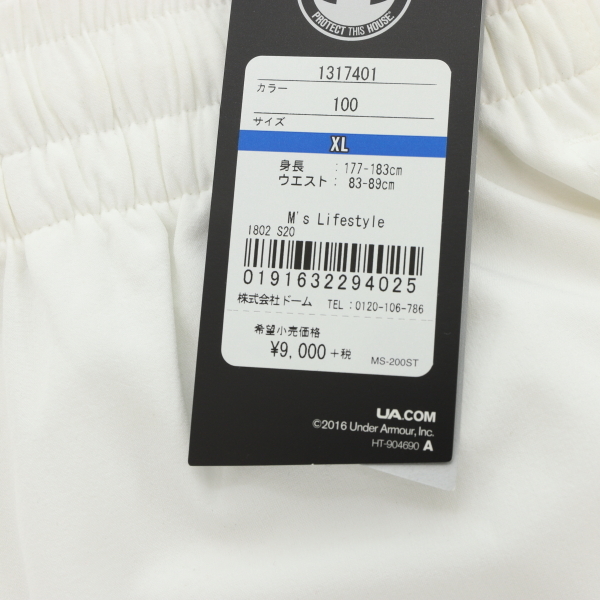 PROTECT THIS HOUSE
1317401
カラー
100
サイズ
XL
身長 : 177-183cm
ウエスト : 83-89cm
M's Lifestyle
1802 S20
0191632294025
株式会社ドーム TEL : 0120-106-786
希望小売価格
¥9,000 +税
MS-200ST
UA.COM
©2016 Under Armour, Inc.
HT-904690 A